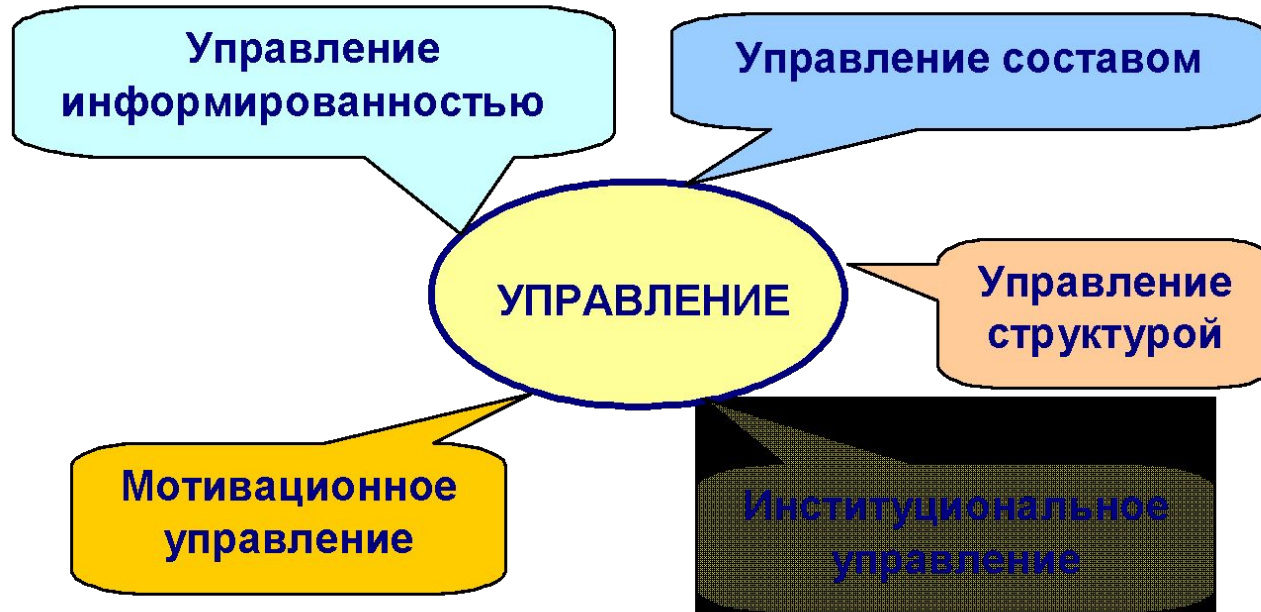 Управление
информированностью
Управление составом
УПРАВЛЕНИЕ
Управление
структурой
Мотивационное
управление
Институциональное
управление